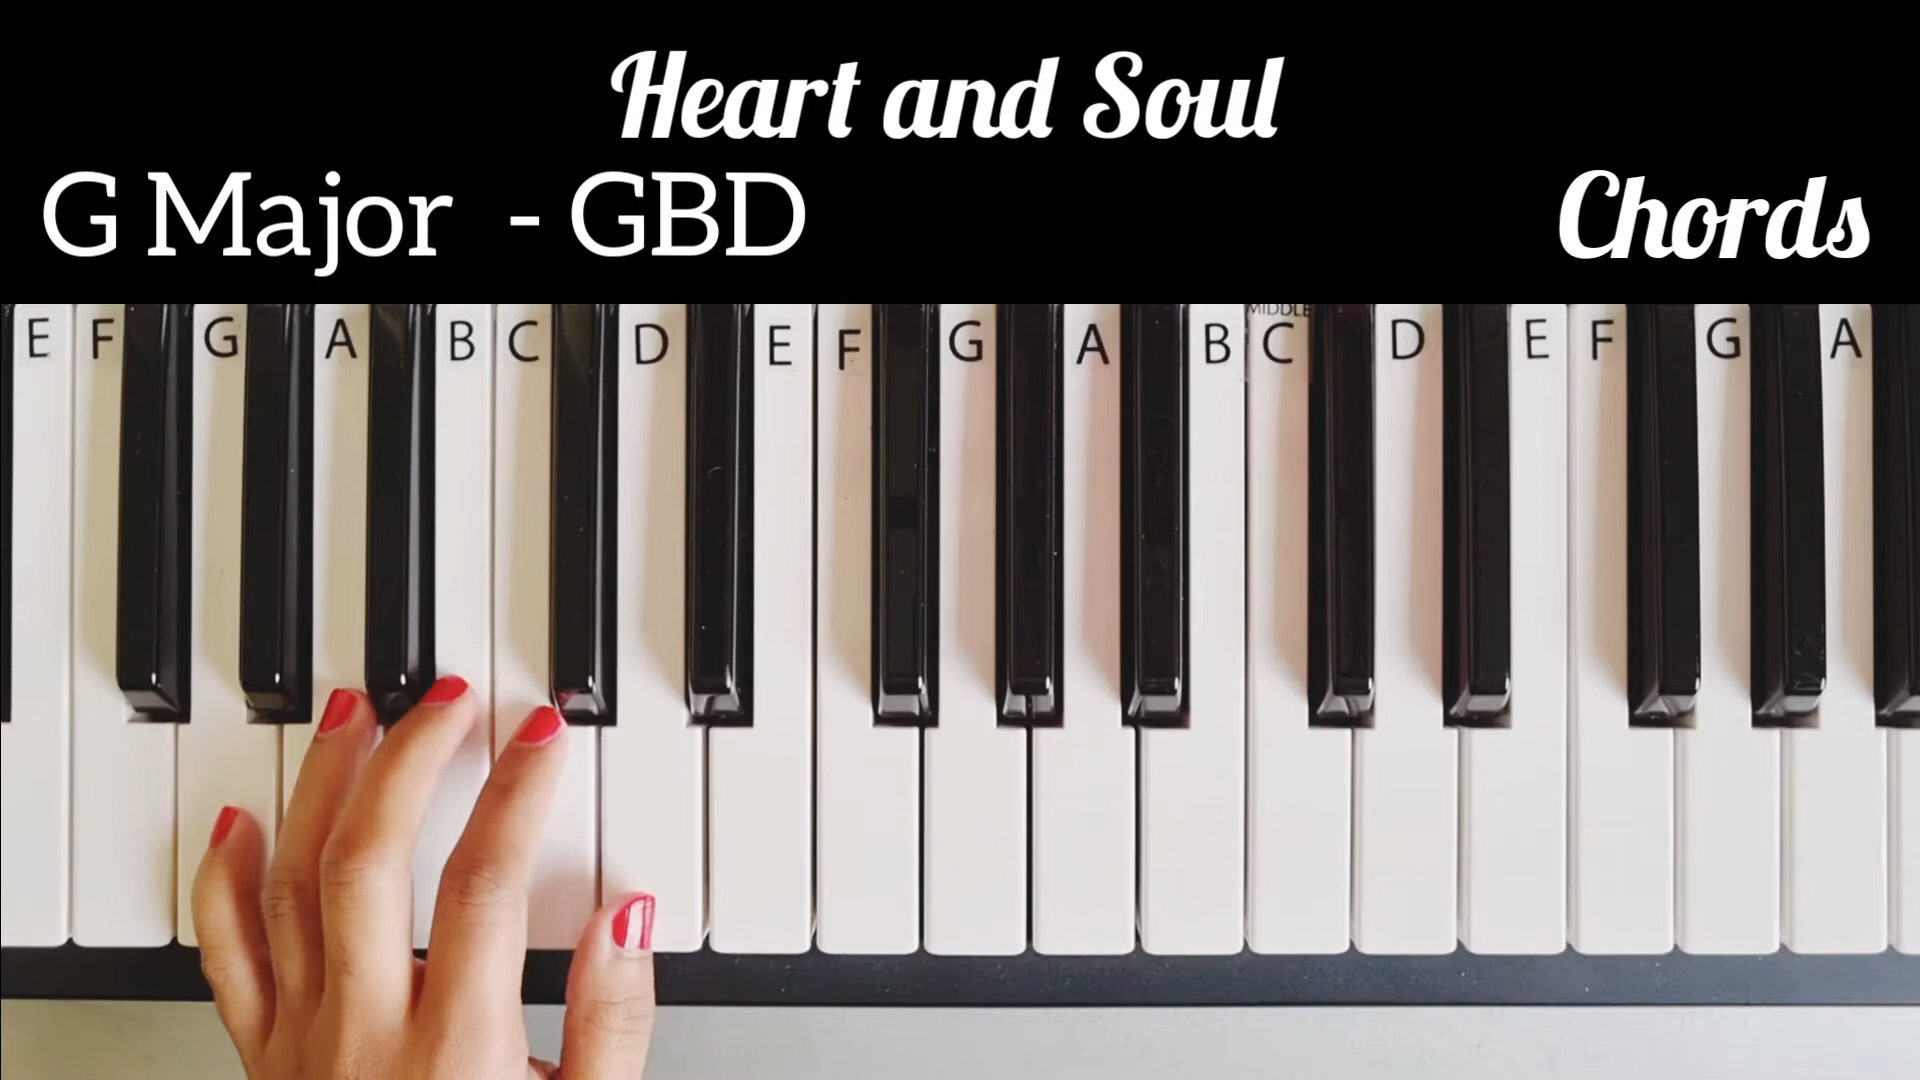 Heart and Soul
G Major - GBD
Chords
E F G A B C D E F G A B MIDDLE C D E F G A